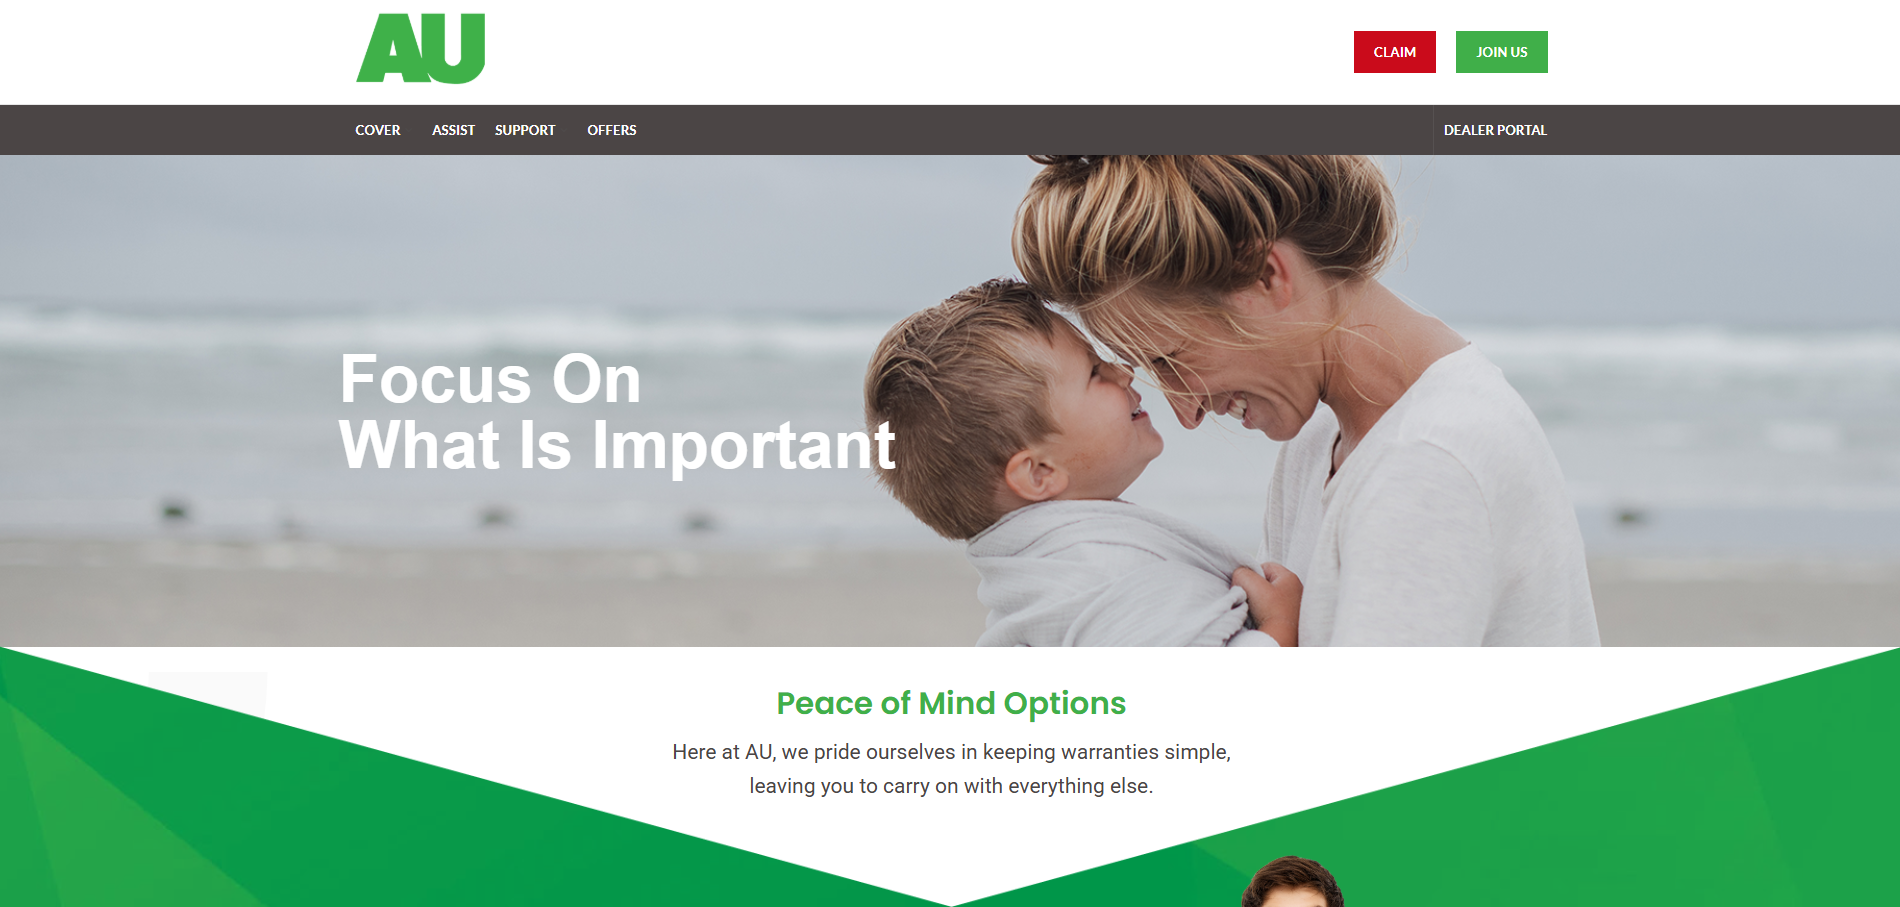 AU
CLAIM
JOIN US
COVER
ASSIST
SUPPORT
OFFERS
DEALER PORTAL
Focus On
What Is Important
Peace of Mind Options
Here at AU, we pride ourselves in keeping warranties simple,
leaving you to carry on with everything else.